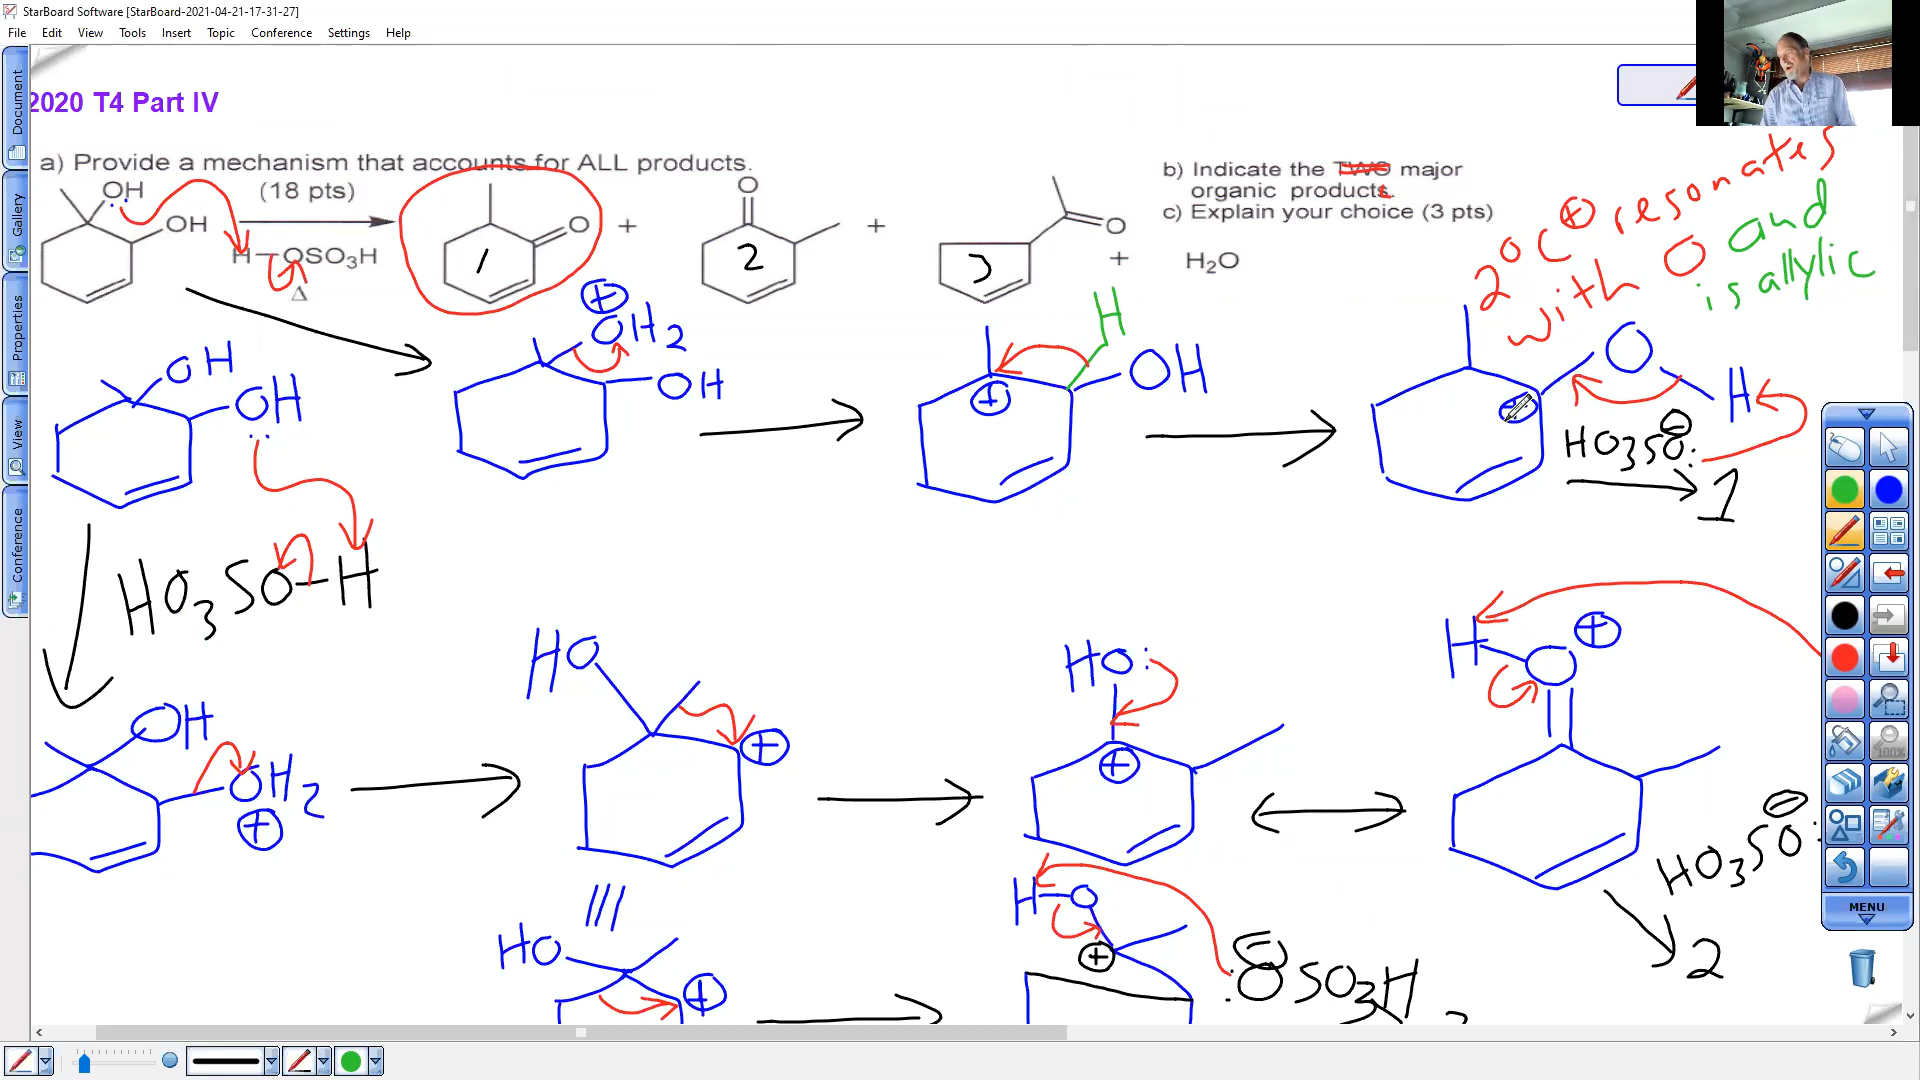 StarBoard Software [StarBoard-2021-04-21-17-31-27]
File Edit View Tools Insert Topic Conference Settings Help
Document
Gallery
Properties
View
Conference
2020 T4 Part IV
a) Provide a mechanism that accounts for ALL products.
(18 pts)
OH
OH
H-OSO3H
Δ
1
O
+
O
2
+
3
O
+ H2O
b) Indicate the TWO major
organic products.
c) Explain your choice (3 pts)
2° C⊕ resonates
with O and
is allylic
OH
OH
⊕
OH2
OH
H
OH
⊕
O
H
⊕
HO3SO:⊖
1
HO3SO-H
OH
OH2
⊕
HO
⊕
HO:
⊕
H
O
⊕
HO3SO:⊖
2
HO
⊕
H-O
⊕
:OSO3H
MENU